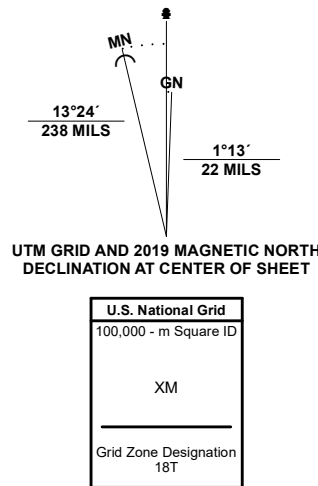 MN
GN
13°24´
238 MILS
1°13´
22 MILS
UTM GRID AND 2019 MAGNETIC NORTH
DECLINATION AT CENTER OF SHEET
U.S. National Grid
100,000 - m Square ID
XM
Grid Zone Designation
18T